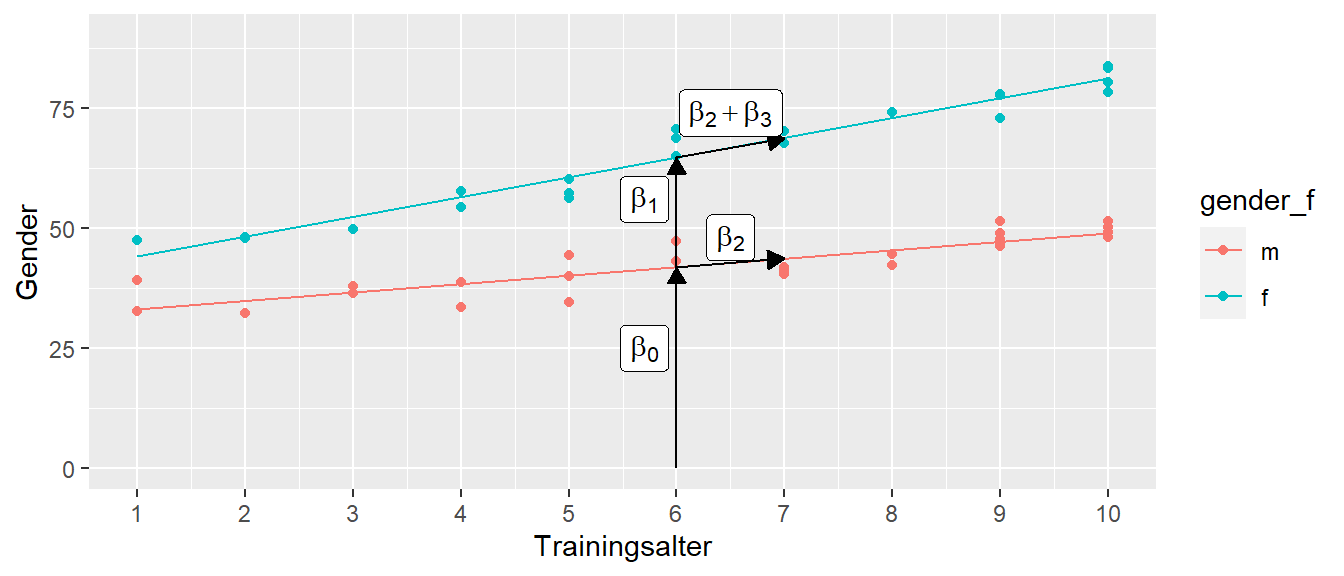 75
50
25
0
Gender
β₂+β₃
β₁
β₂
β₀
1 2 3 4 5 6 7 8 9 10
Trainingsalter
gender_f
m
f